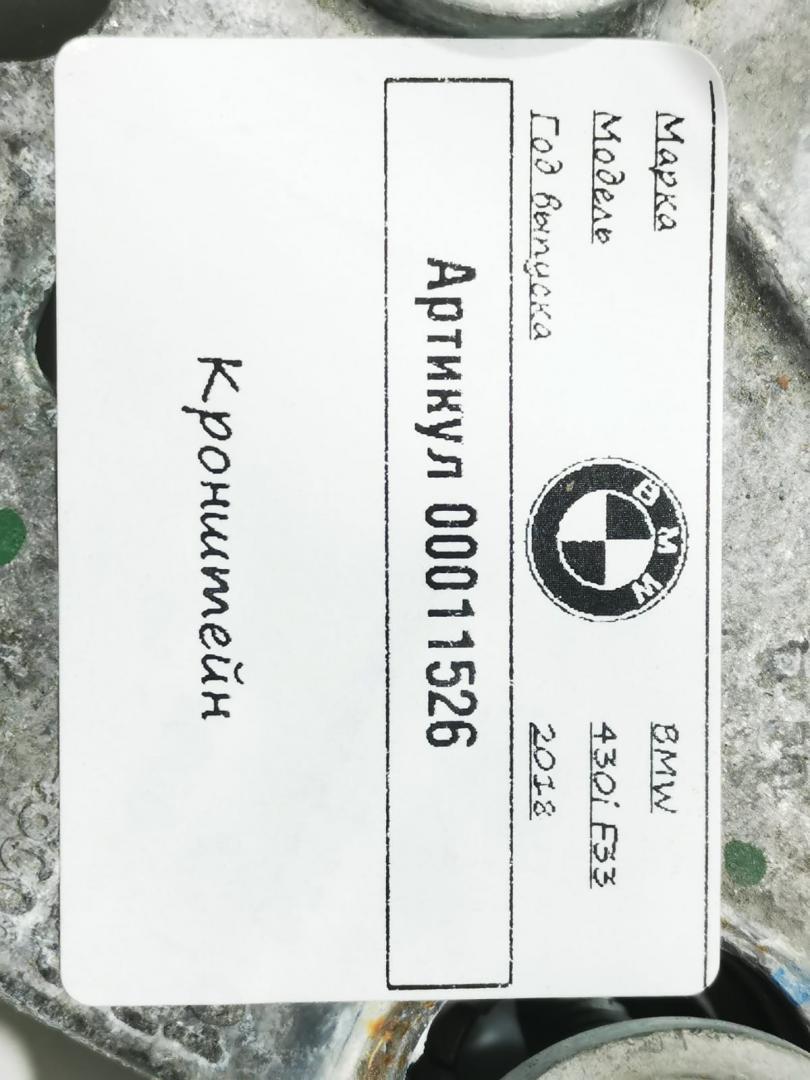 Марка BMW
Модель 430i F33
Год выпуска 2018
BMW
Артикул 00011526
Кронштейн